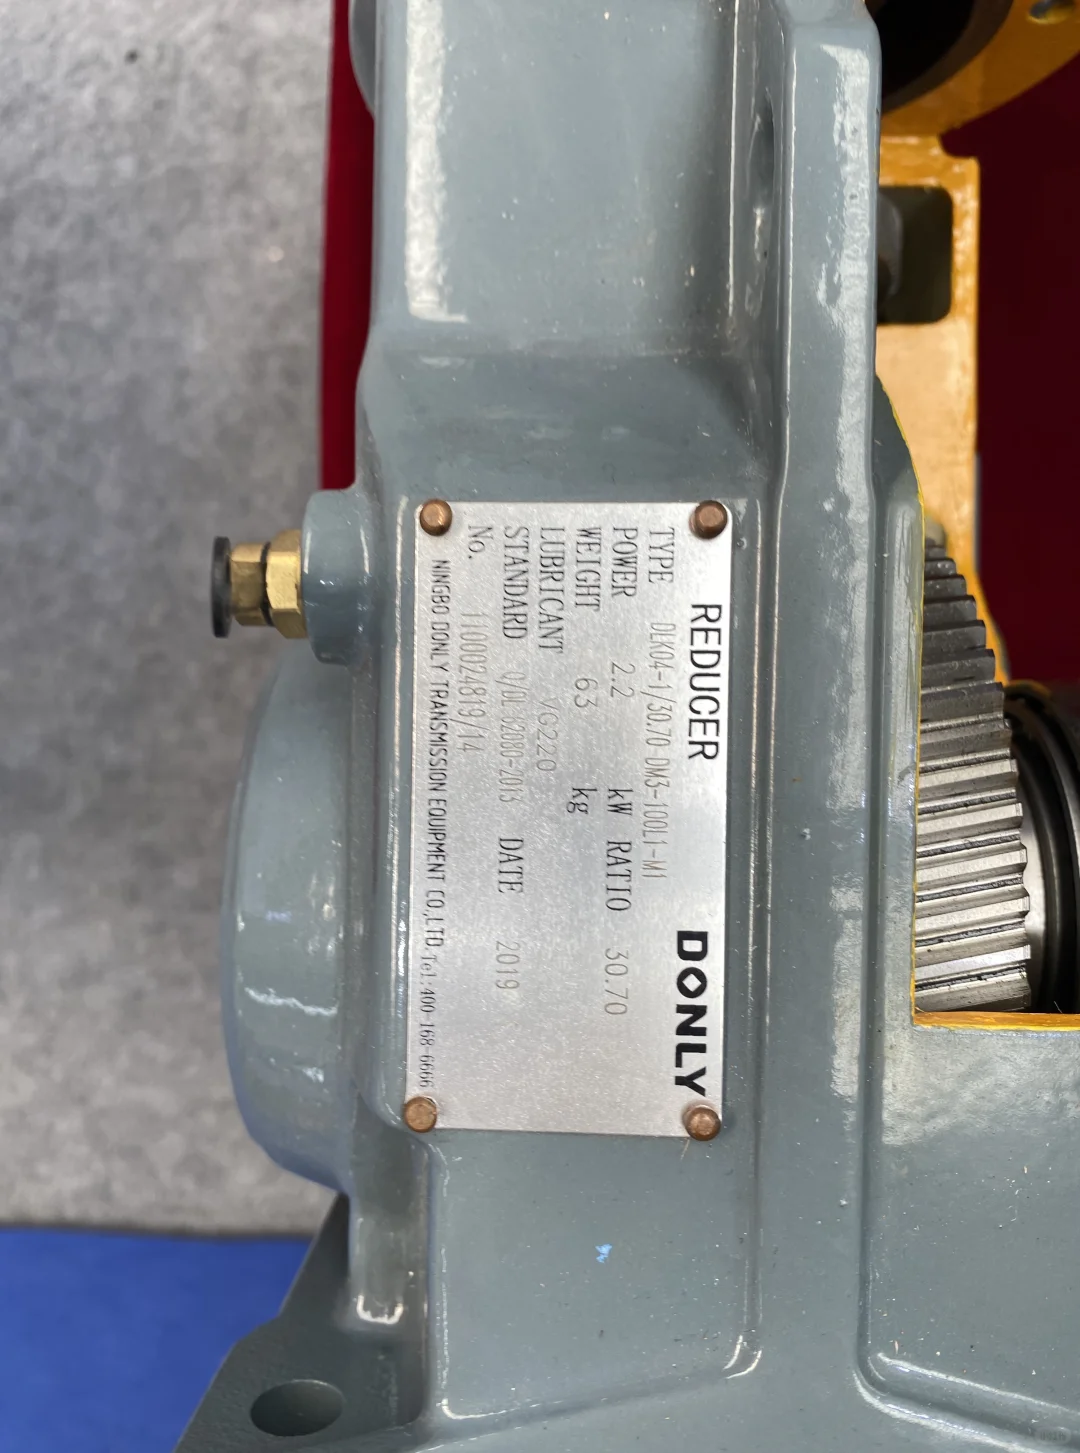 REDUCER DONLY
TYPE DLK04-1/30.70 DM3-100L1-M1
POWER 2.2 kW RATIO 30.70
WEIGHT 63 kg
LUBRICANT VG220
STANDARD Q/DL 62080-2013 DATE 2019
No. 1100024819/14
NINGBO DONLY TRANSMISSION EQUIPMENT CO.,LTD. Tel:400-168-6666